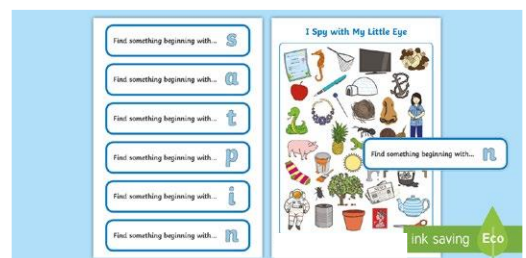 Find something beginning with... s
Find something beginning with... a
Find something beginning with... t
Find something beginning with... p
Find something beginning with... i
Find something beginning with... n
I Spy with My Little Eye
Find something beginning with... n
ink saving Eco